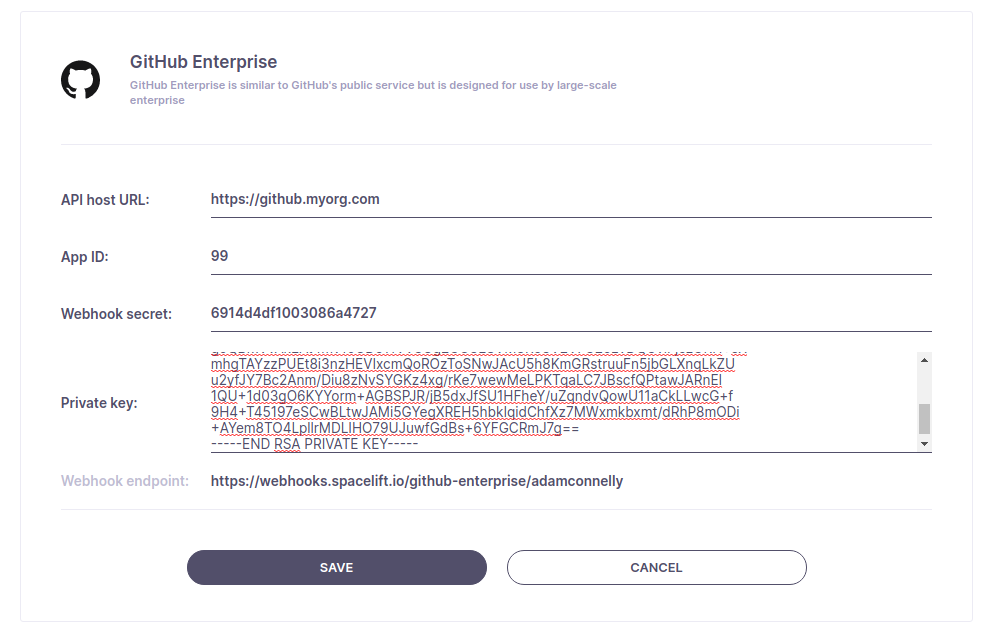 GitHub Enterprise
GitHub Enterprise is similar to GitHub's public service but is designed for use by large-scale
enterprise
API host URL:
https://github.myorg.com
App ID:
99
Webhook secret:
6914d4df1003086a4727
Private key:
mhgTAYzzPUEt8i3nzHEVIxcmQoROzToSNwJAcU5h8KmGRstruuFn5jbGLXnqLkZU
u2yfJY7Bc2Anm/Diu8zNvSYGKz4xg/rKe7wewMeLPKTqaLC7JBscfQPtawJARnEl
1QU+1d03gO6KYYorm+AGBSPJR/jB5dxJfSU1HFheY/uZqndvQowU11aCkLLwcG+f
9H4+T45197eSCwBLtwJAMi5GYegXREH5hbkIqidChfXz7MWxmkbxmt/dRhP8mODi
+AYem8TO4LpIIrMDLIHO79UJuwfGdBs+6YFGCRmJ7g==
-----END RSA PRIVATE KEY-----
Webhook endpoint:
https://webhooks.spacelift.io/github-enterprise/adamconnelly
SAVE
CANCEL